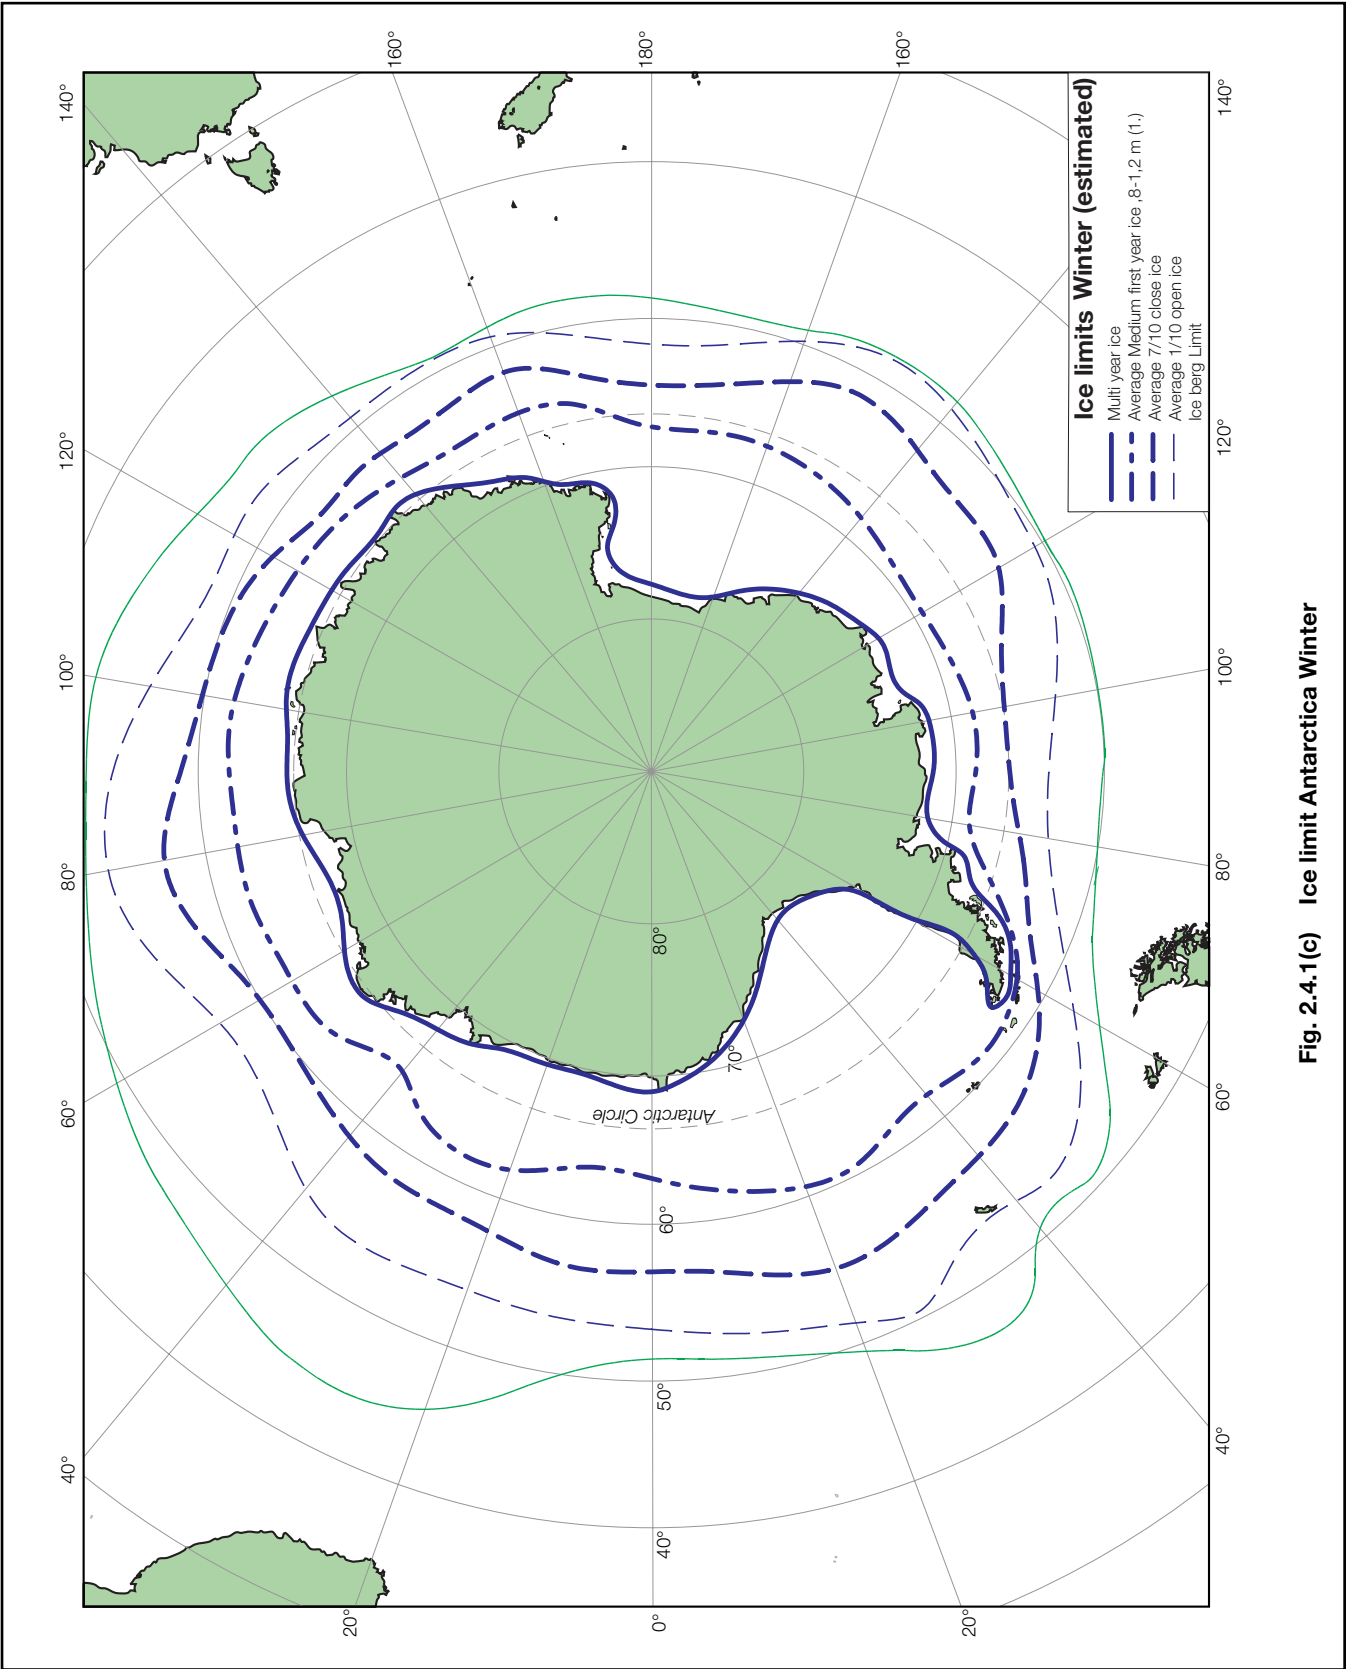 160°
180°
160°
140°
140°
120°
120°
100°
100°
80°
80°
60°
60°
40°
40°
20°
0°
20°
80°
70°
Antarctic Circle
60°
50°
40°
Ice limits Winter (estimated)
Multi year ice
Average Medium first year ice ,8-1,2 m (1.)
Average 7/10 close ice
Average 1/10 open ice
Ice berg Limit
Fig. 2.4.1(c) Ice limit Antarctica Winter